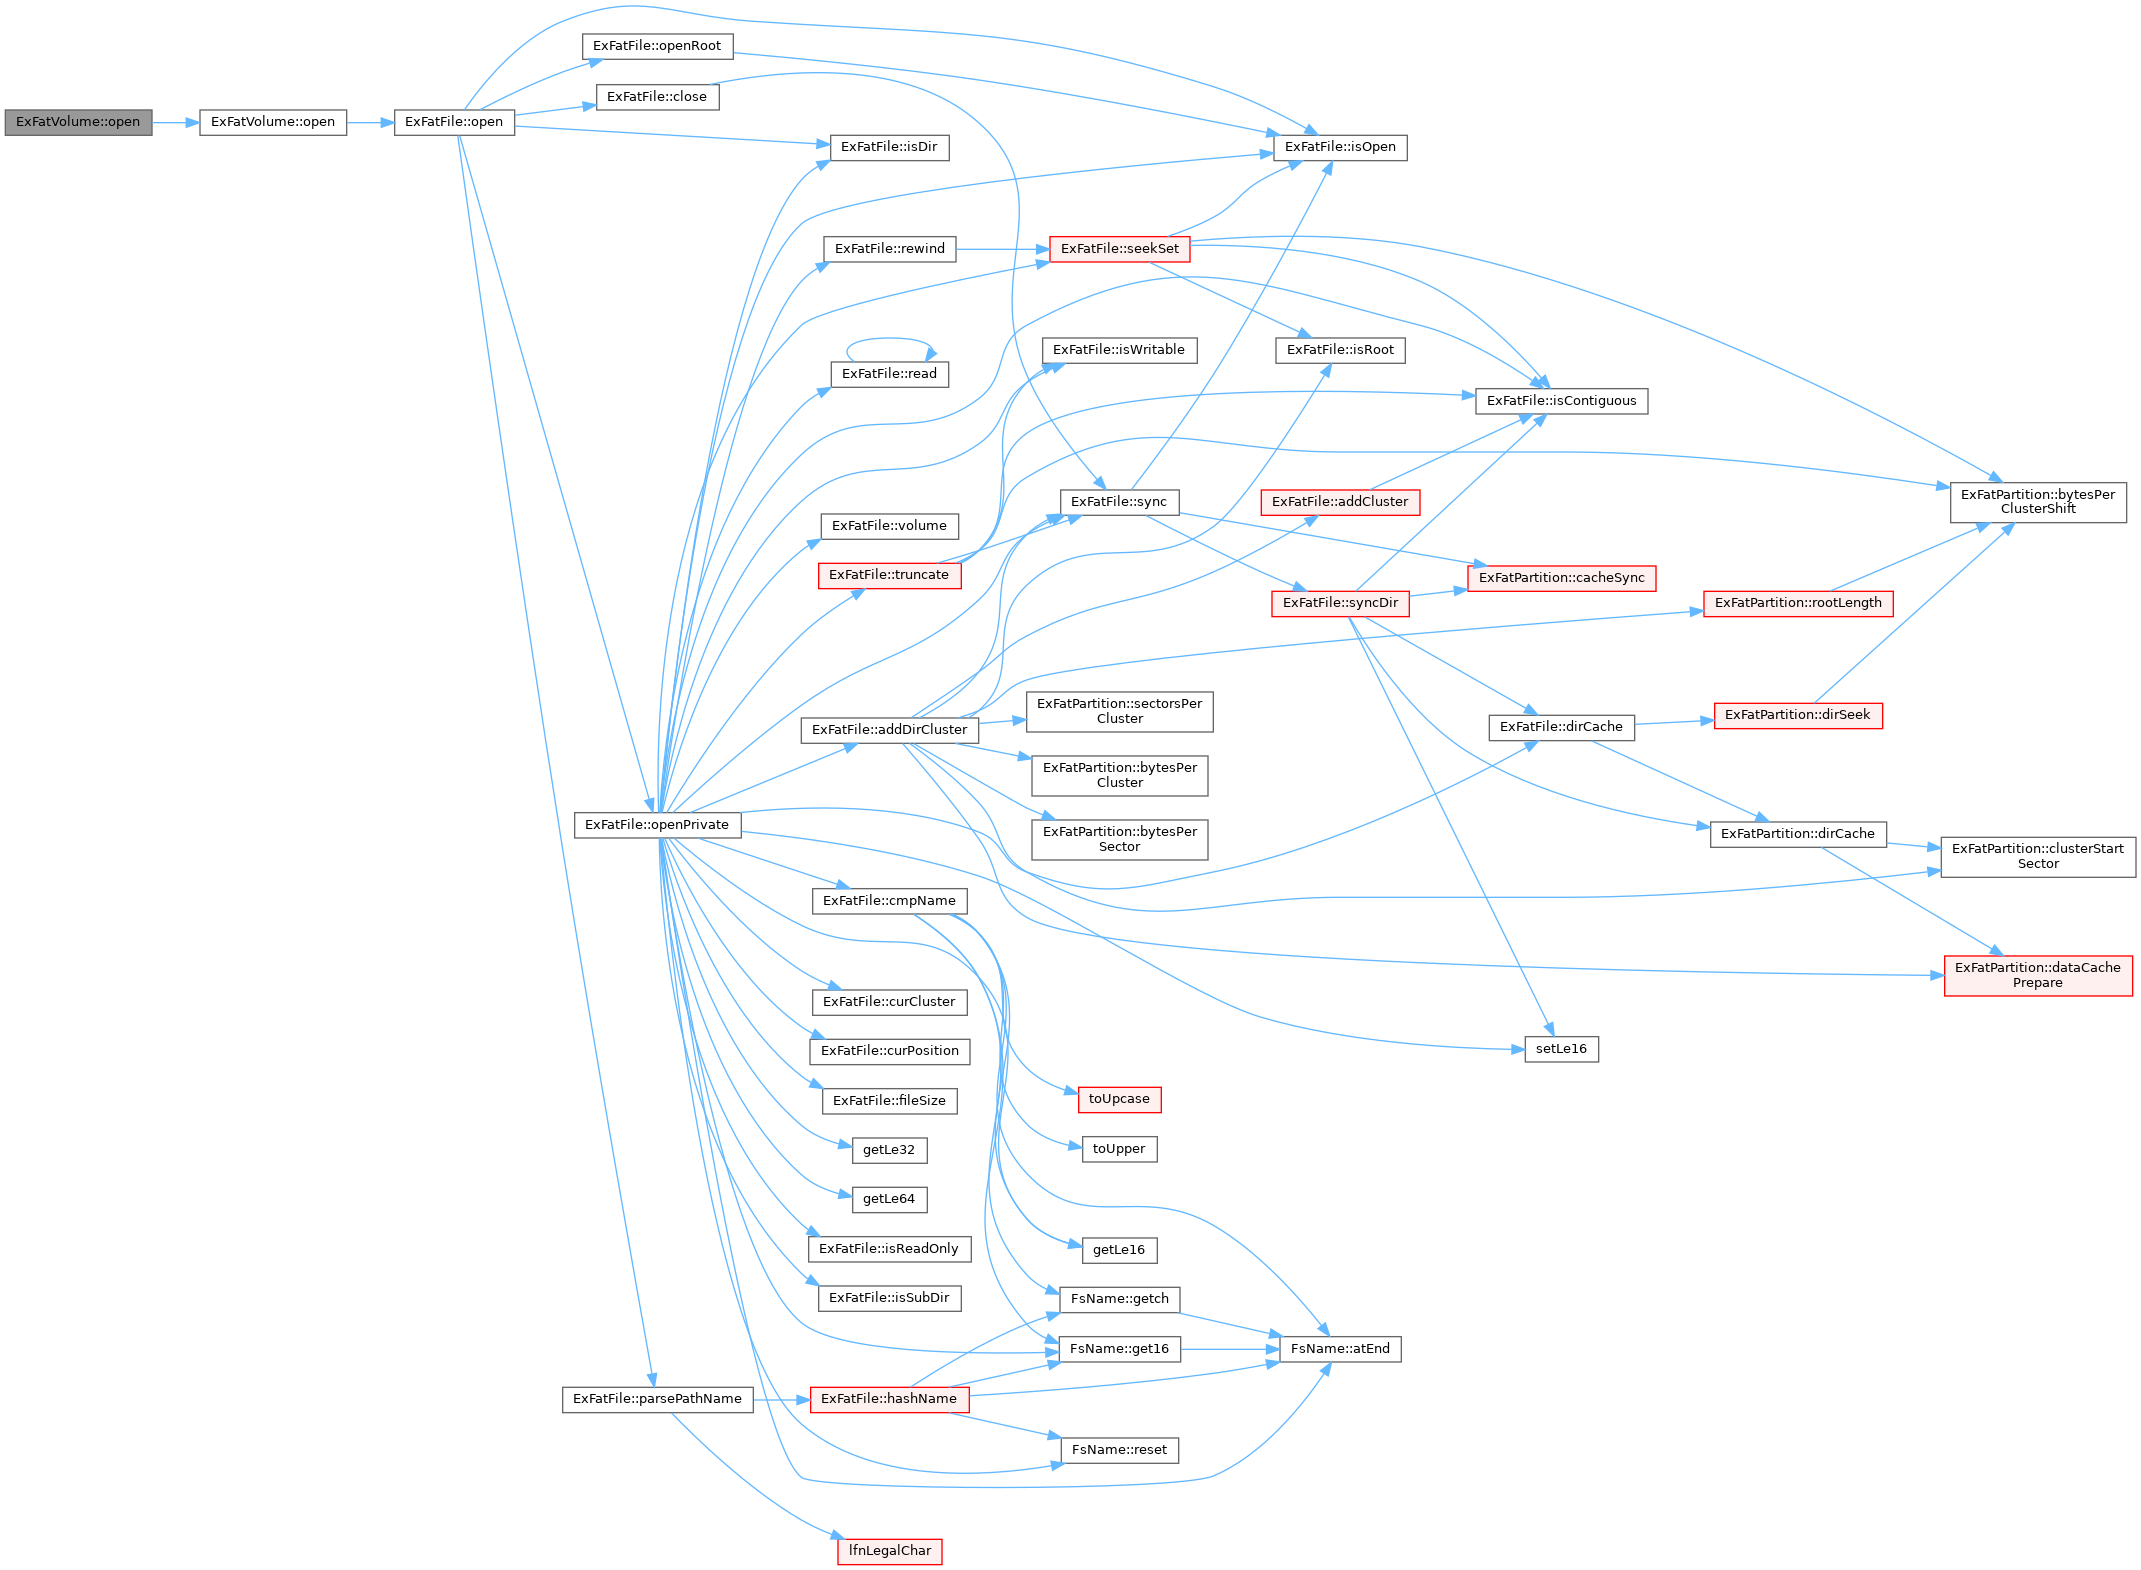 ExFatFile::openRoot
ExFatFile::close
ExFatVolume::open
ExFatVolume::open
ExFatFile::open
ExFatFile::isDir
ExFatFile::isOpen
ExFatFile::rewind
ExFatFile::seekSet
ExFatFile::isWritable
ExFatFile::isRoot
ExFatFile::read
ExFatFile::isContiguous
ExFatFile::sync
ExFatFile::addCluster
ExFatPartition::bytesPer
ClusterShift
ExFatFile::volume
ExFatFile::truncate
ExFatPartition::cacheSync
ExFatFile::syncDir
ExFatPartition::rootLength
ExFatPartition::sectorsPer
Cluster
ExFatFile::addDirCluster
ExFatFile::dirCache
ExFatPartition::dirSeek
ExFatPartition::bytesPer
Cluster
ExFatFile::openPrivate
ExFatPartition::bytesPer
Sector
ExFatPartition::dirCache
ExFatPartition::clusterStart
Sector
ExFatFile::cmpName
ExFatPartition::dataCache
Prepare
ExFatFile::curCluster
ExFatFile::curPosition
setLe16
ExFatFile::fileSize
toUpcase
getLe32
toUpper
getLe64
ExFatFile::isReadOnly
getLe16
ExFatFile::isSubDir
FsName::getch
FsName::get16
FsName::atEnd
ExFatFile::parsePathName
ExFatFile::hashName
FsName::reset
lfnLegalChar